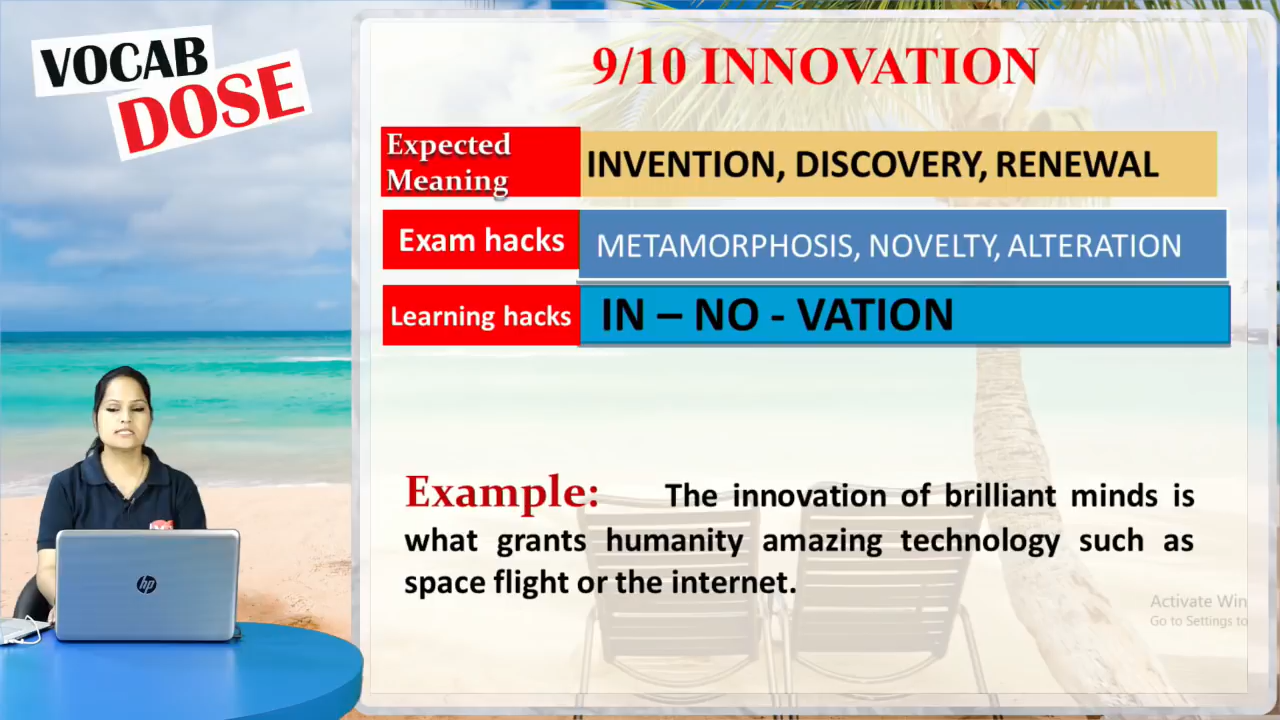 VOCAB
DOSE
9/10 INNOVATION
Expected
Meaning
INVENTION, DISCOVERY, RENEWAL
Exam hacks
METAMORPHOSIS, NOVELTY, ALTERATION
Learning hacks
IN – NO - VATION
Example: The innovation of brilliant minds is
what grants humanity amazing technology such as
space flight or the internet.
Activate Win
Go to Settings to
hp